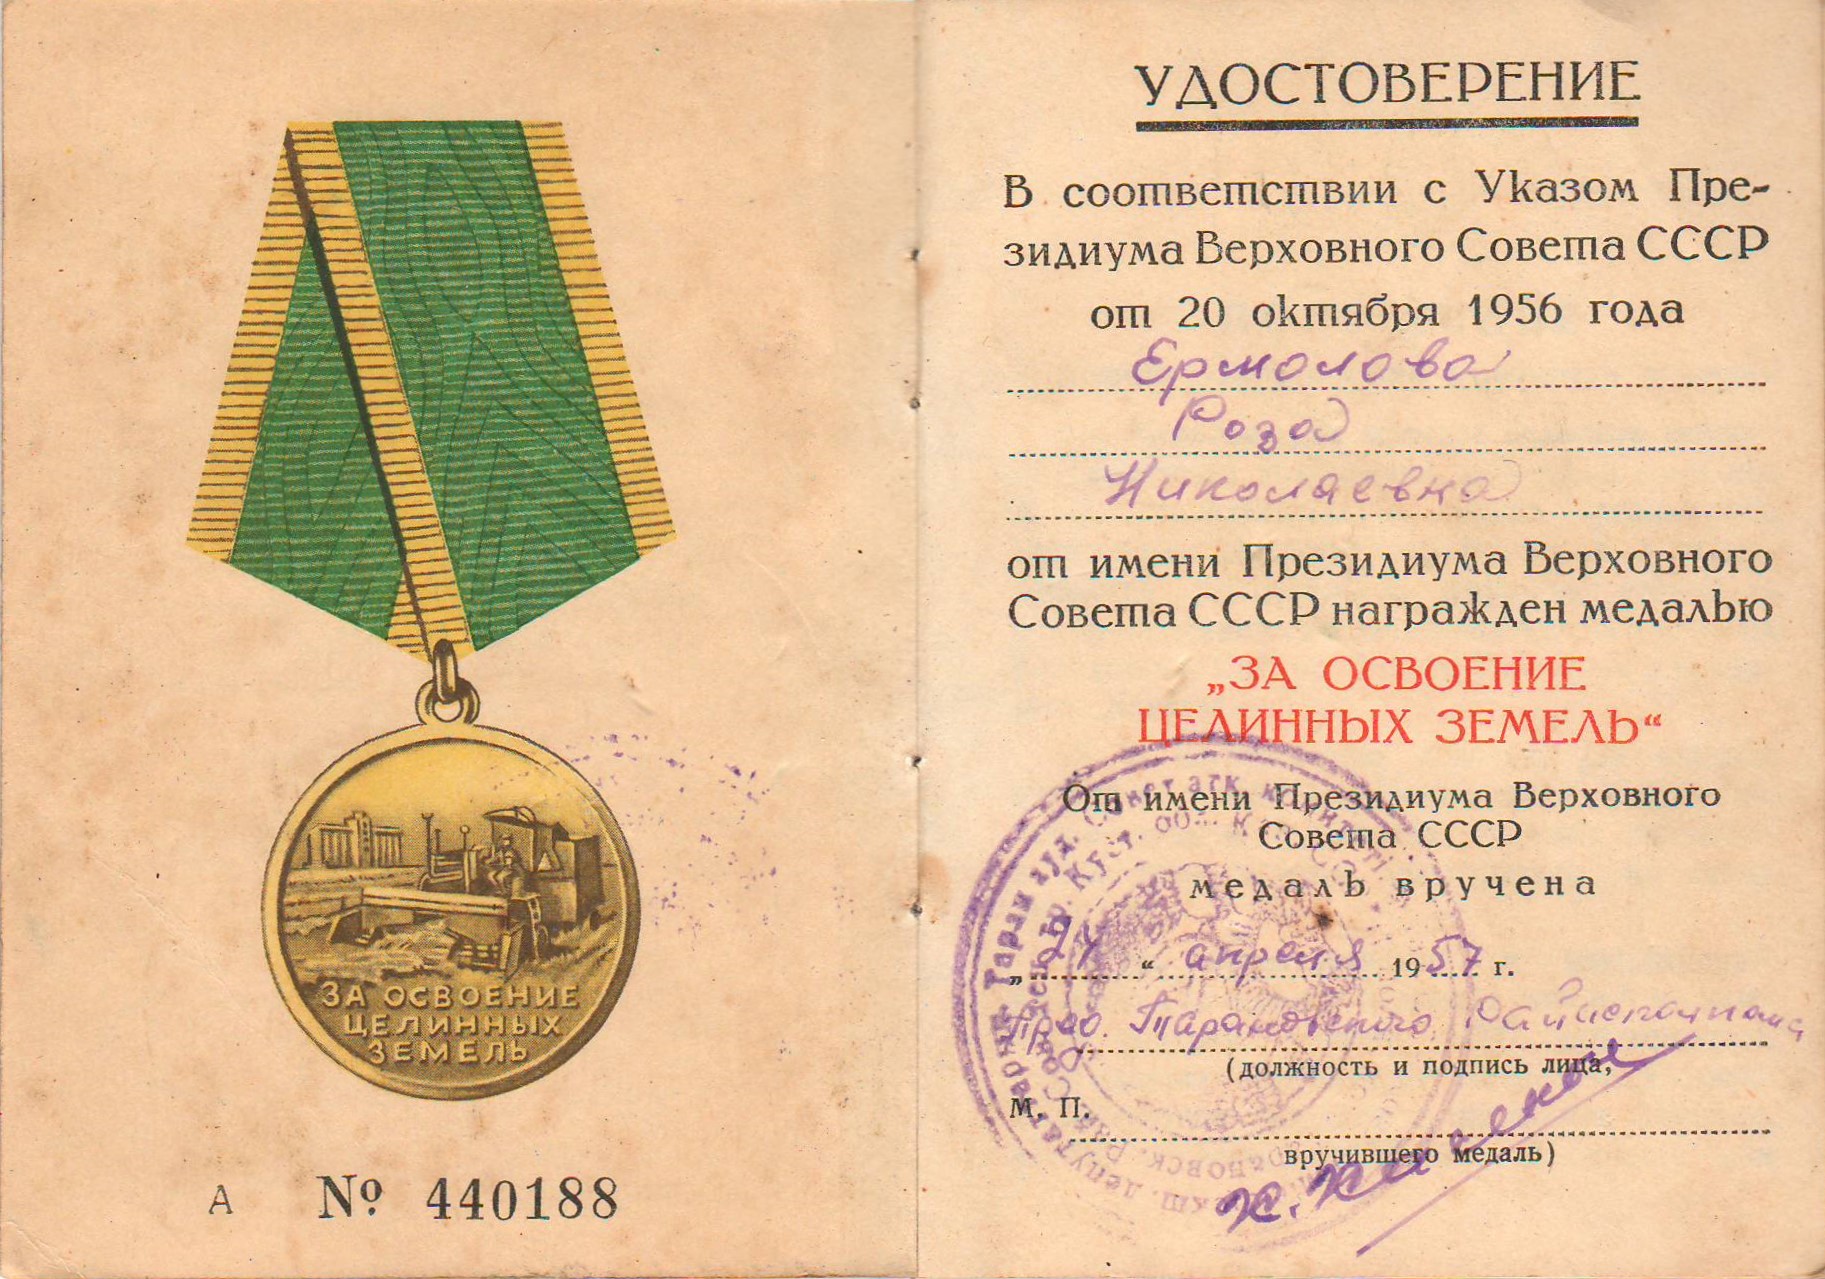 ЗА ОСВОЕНИЕ
ЦЕЛИННЫХ
ЗЕМЕЛЬ
А № 440188
УДОСТОВЕРЕНИЕ
В соответствии с Указом Пре-
зидиума Верховного Совета СССР
от 20 октября 1956 года
Ермолова
Роза
Николаевна
от имени Президиума Верховного
Совета СССР награжден медалью
„ЗА ОСВОЕНИЕ
ЦЕЛИННЫХ ЗЕМЕЛЬ“
От имени Президиума Верховного
Совета СССР
медаль вручена
„24“ апреля 1957 г.
Тарановского Райисполкома
(должность и подпись лица,
М. П.
вручившего медаль)